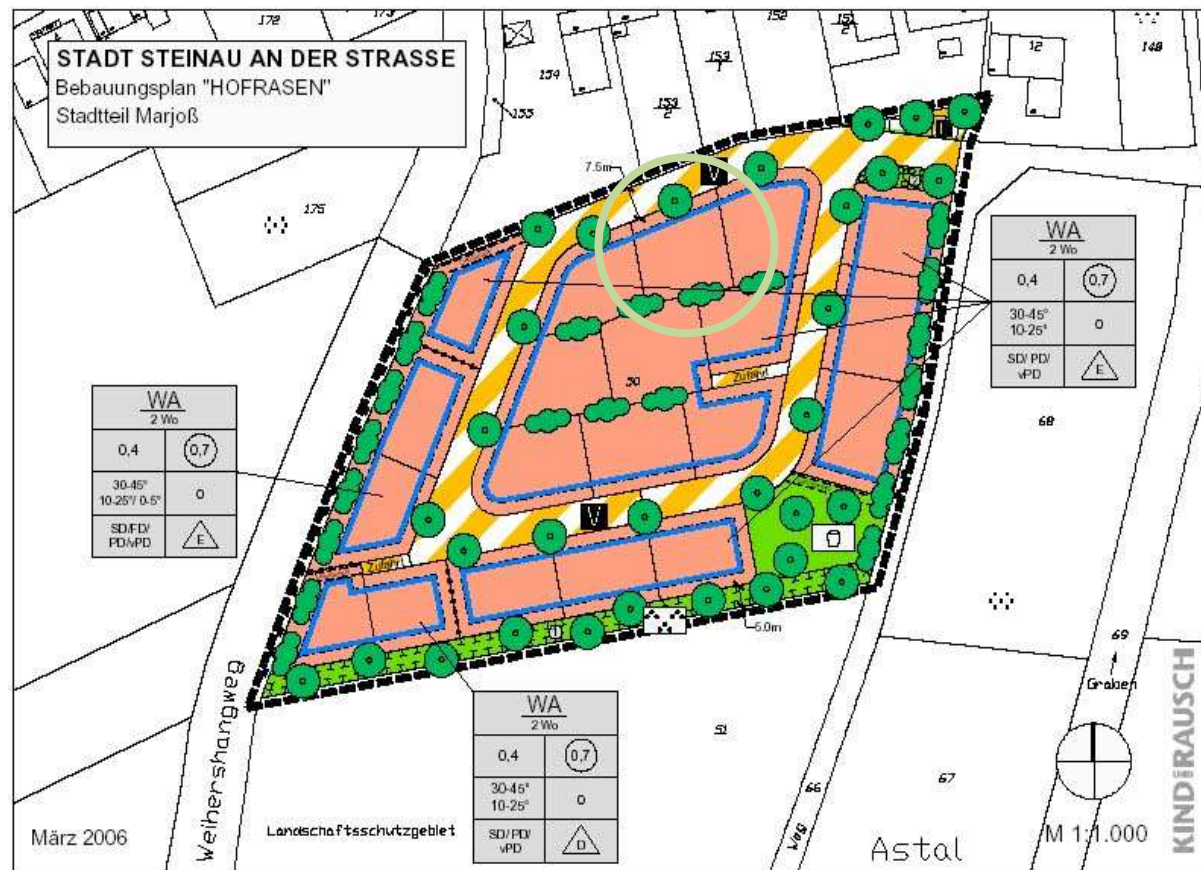 172
173
STADT STEINAU AN DER STRASSE
Bebauungsplan "HOFRASEN"
Stadtteil Marjoß
154
155
153
1
153
2
152
151
2
12
148
175
7.5m
V
WA
2 Wo
0,4
0,7
30-45°
10-25°
o
SD/ PD/
vPD
E
WA
2 Wo
0,4
0,7
30-45°
10-25°/ 0-5°
o
SD/FD/
PD/vPD
E
50
Zufahrt
68
V
Zufahrt
5.0m
69
Graben
WA
2 Wo
0,4
0,7
30-45°
10-25°
o
SD/ PD/
vPD
D
51
66
67
Weihershangweg
Landschaftsschutzgebiet
Weg
Astal
März 2006
M 1:1.000